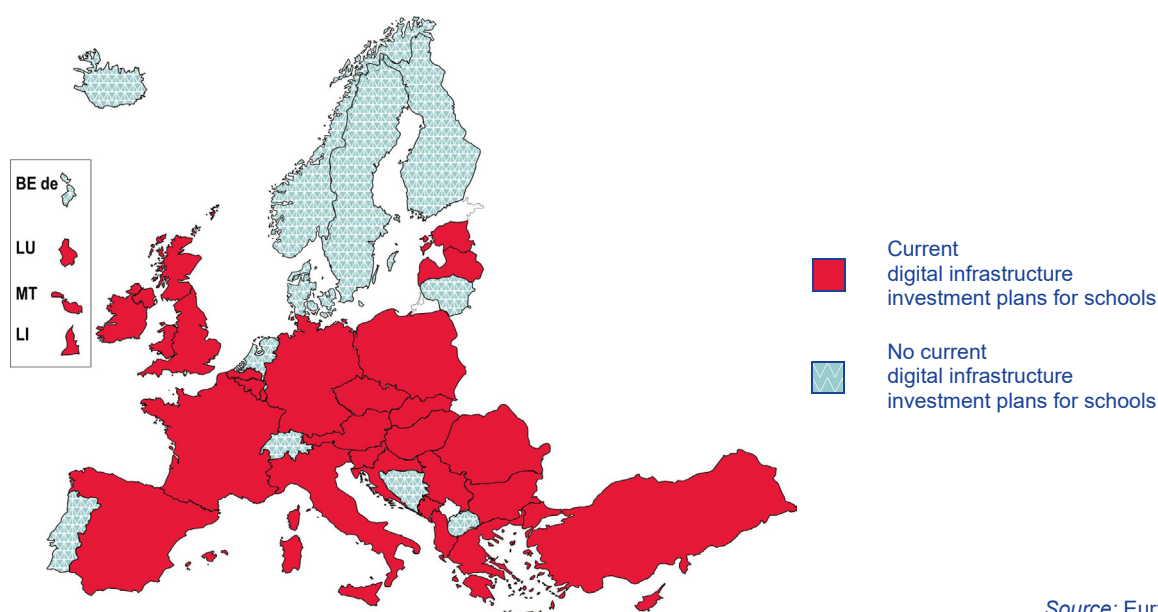 BE de
LU
MT
LI
Current
digital infrastructure
investment plans for schools
No current
digital infrastructure
investment plans for schools
Source: Eur